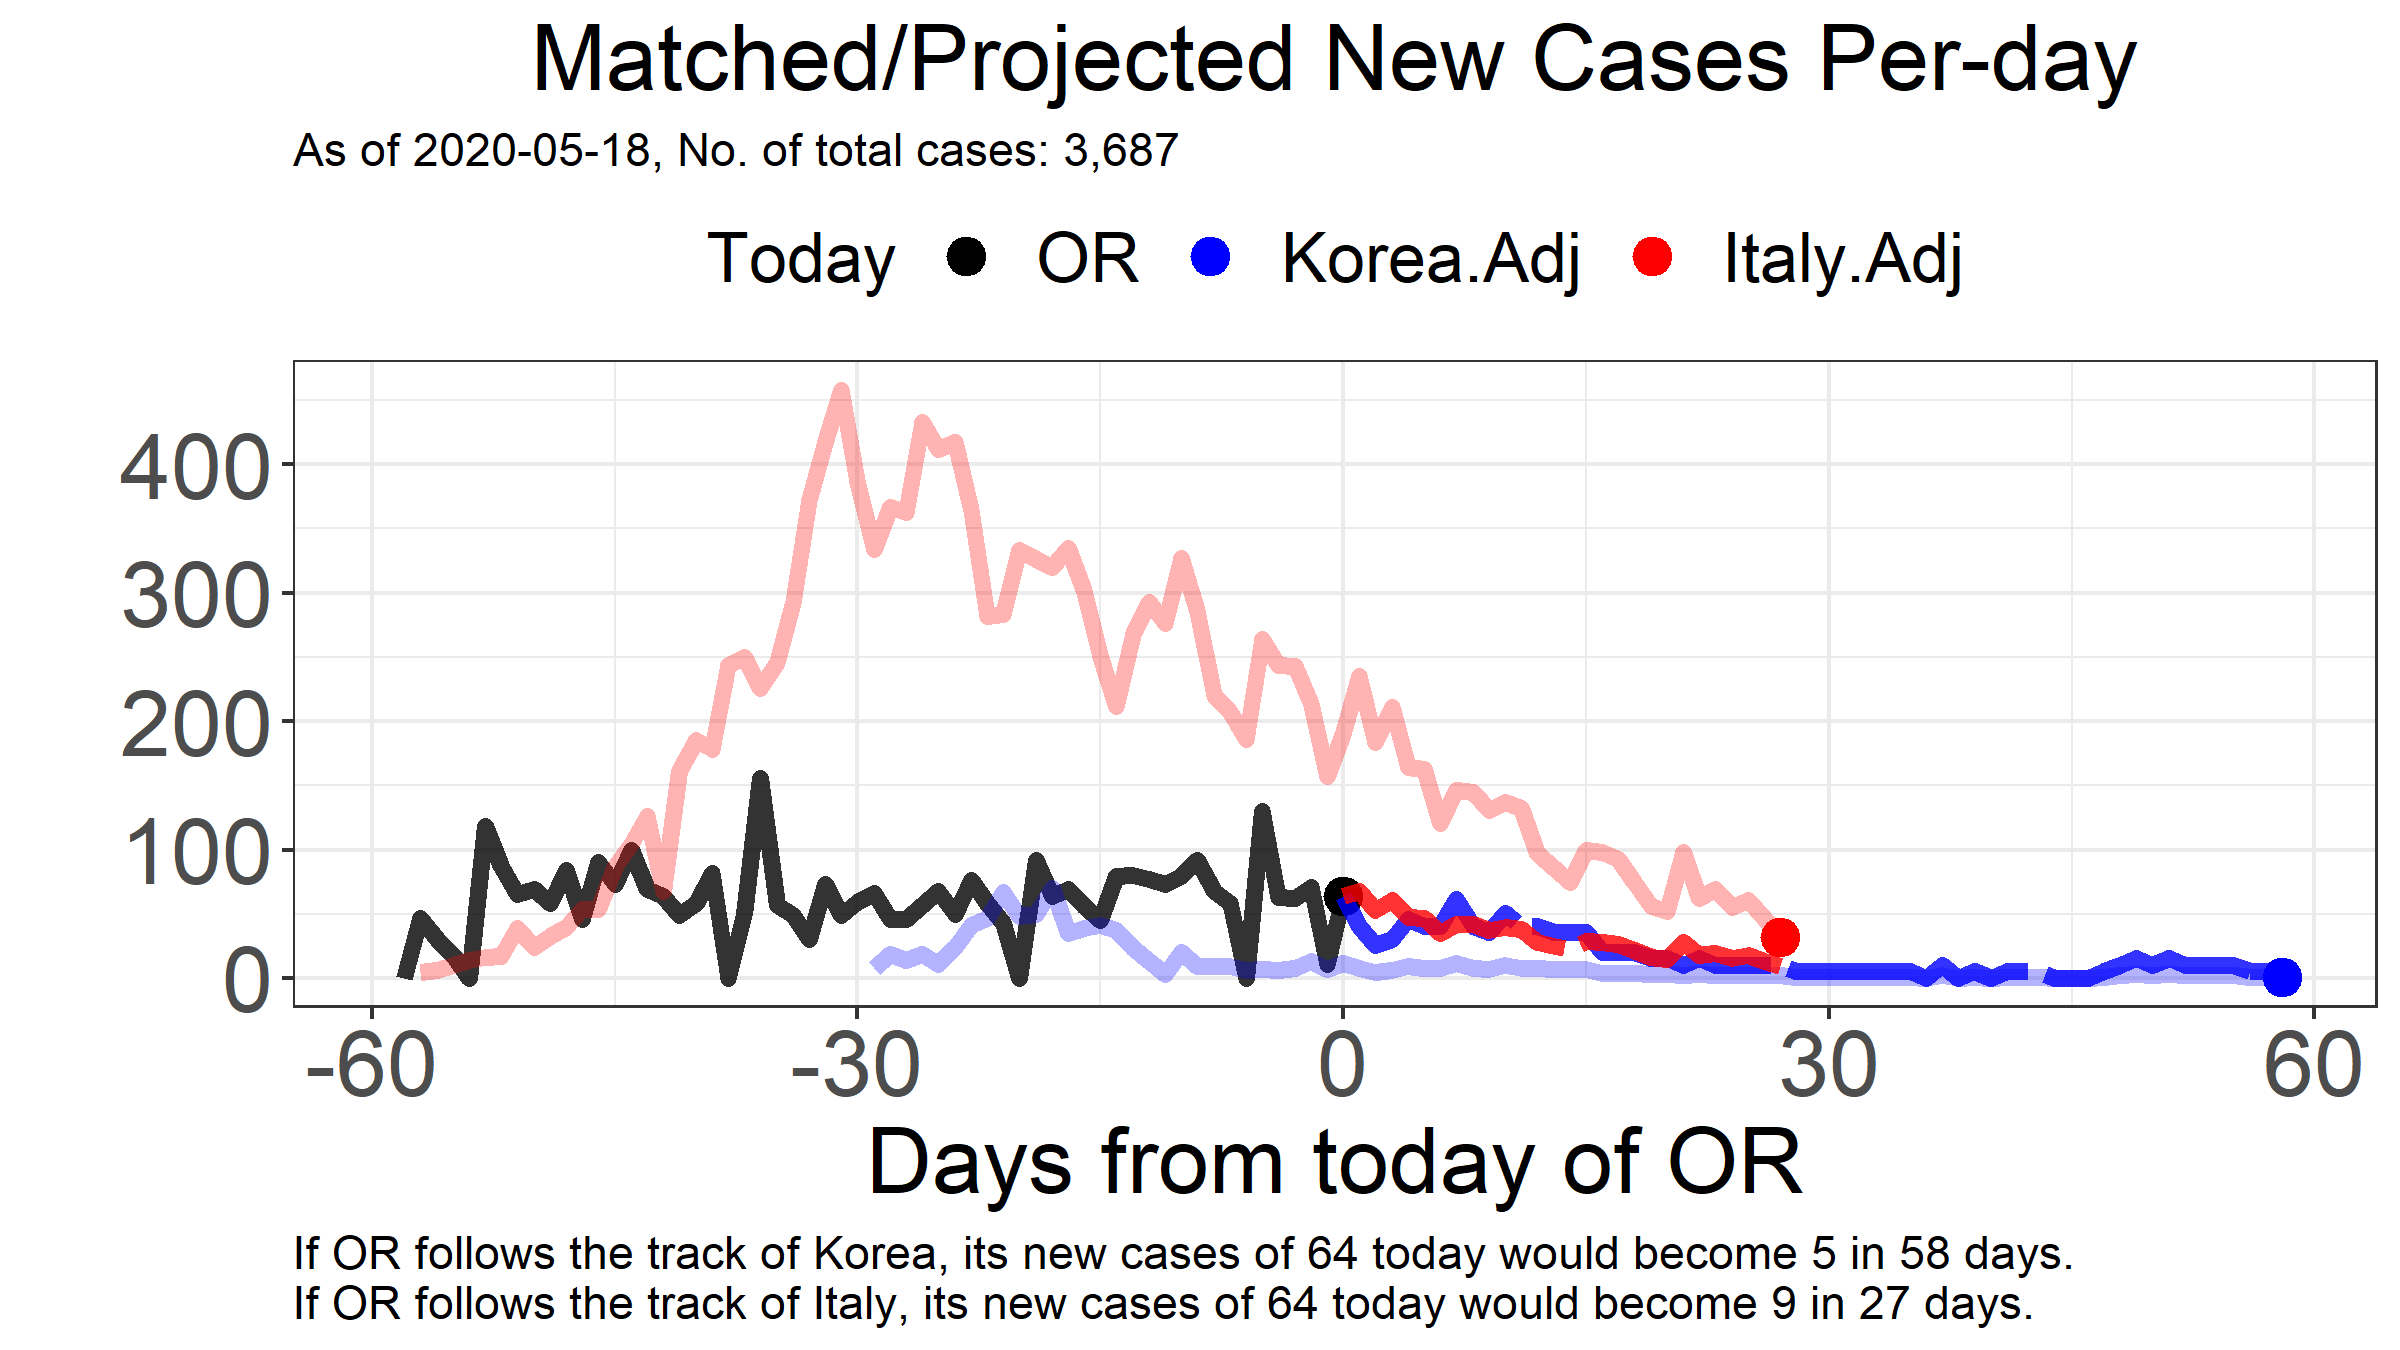 Matched/Projected New Cases Per-day
As of 2020-05-18, No. of total cases: 3,687
Today OR Korea.Adj Italy.Adj
400
300
200
100
0
-60 -30 0 30 60
Days from today of OR
If OR follows the track of Korea, its new cases of 64 today would become 5 in 58 days.
If OR follows the track of Italy, its new cases of 64 today would become 9 in 27 days.